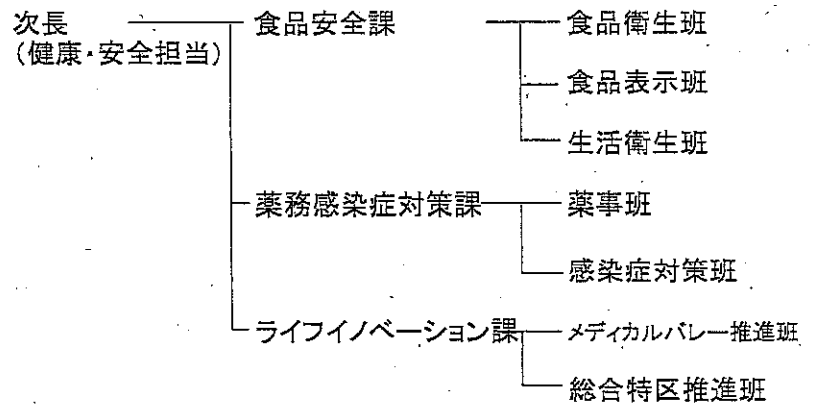 次長 食品安全課 食品衛生班
(健康・安全担当)
食品表示班
生活衛生班
薬務感染症対策課 薬事班
感染症対策班
ライフイノベーション課 メディカルバレー推進班
総合特区推進班